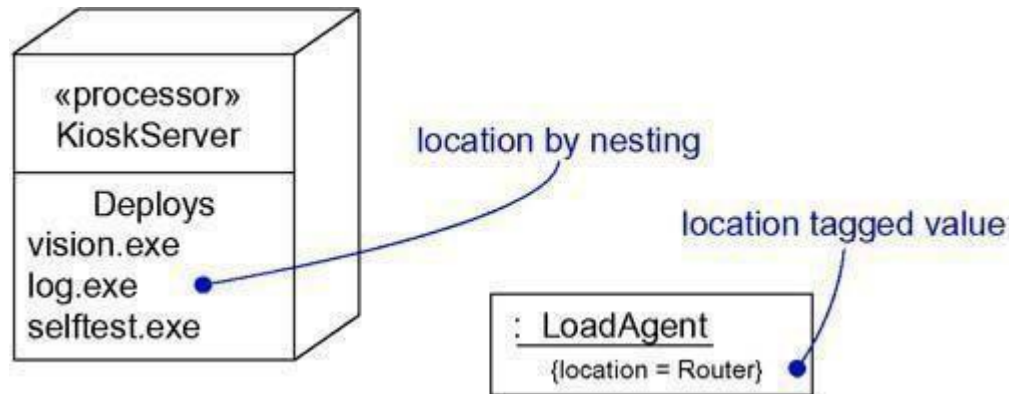 «processor»
KioskServer
Deploys
vision.exe
log.exe
selftest.exe
location by nesting
location tagged value
: LoadAgent
{location = Router}